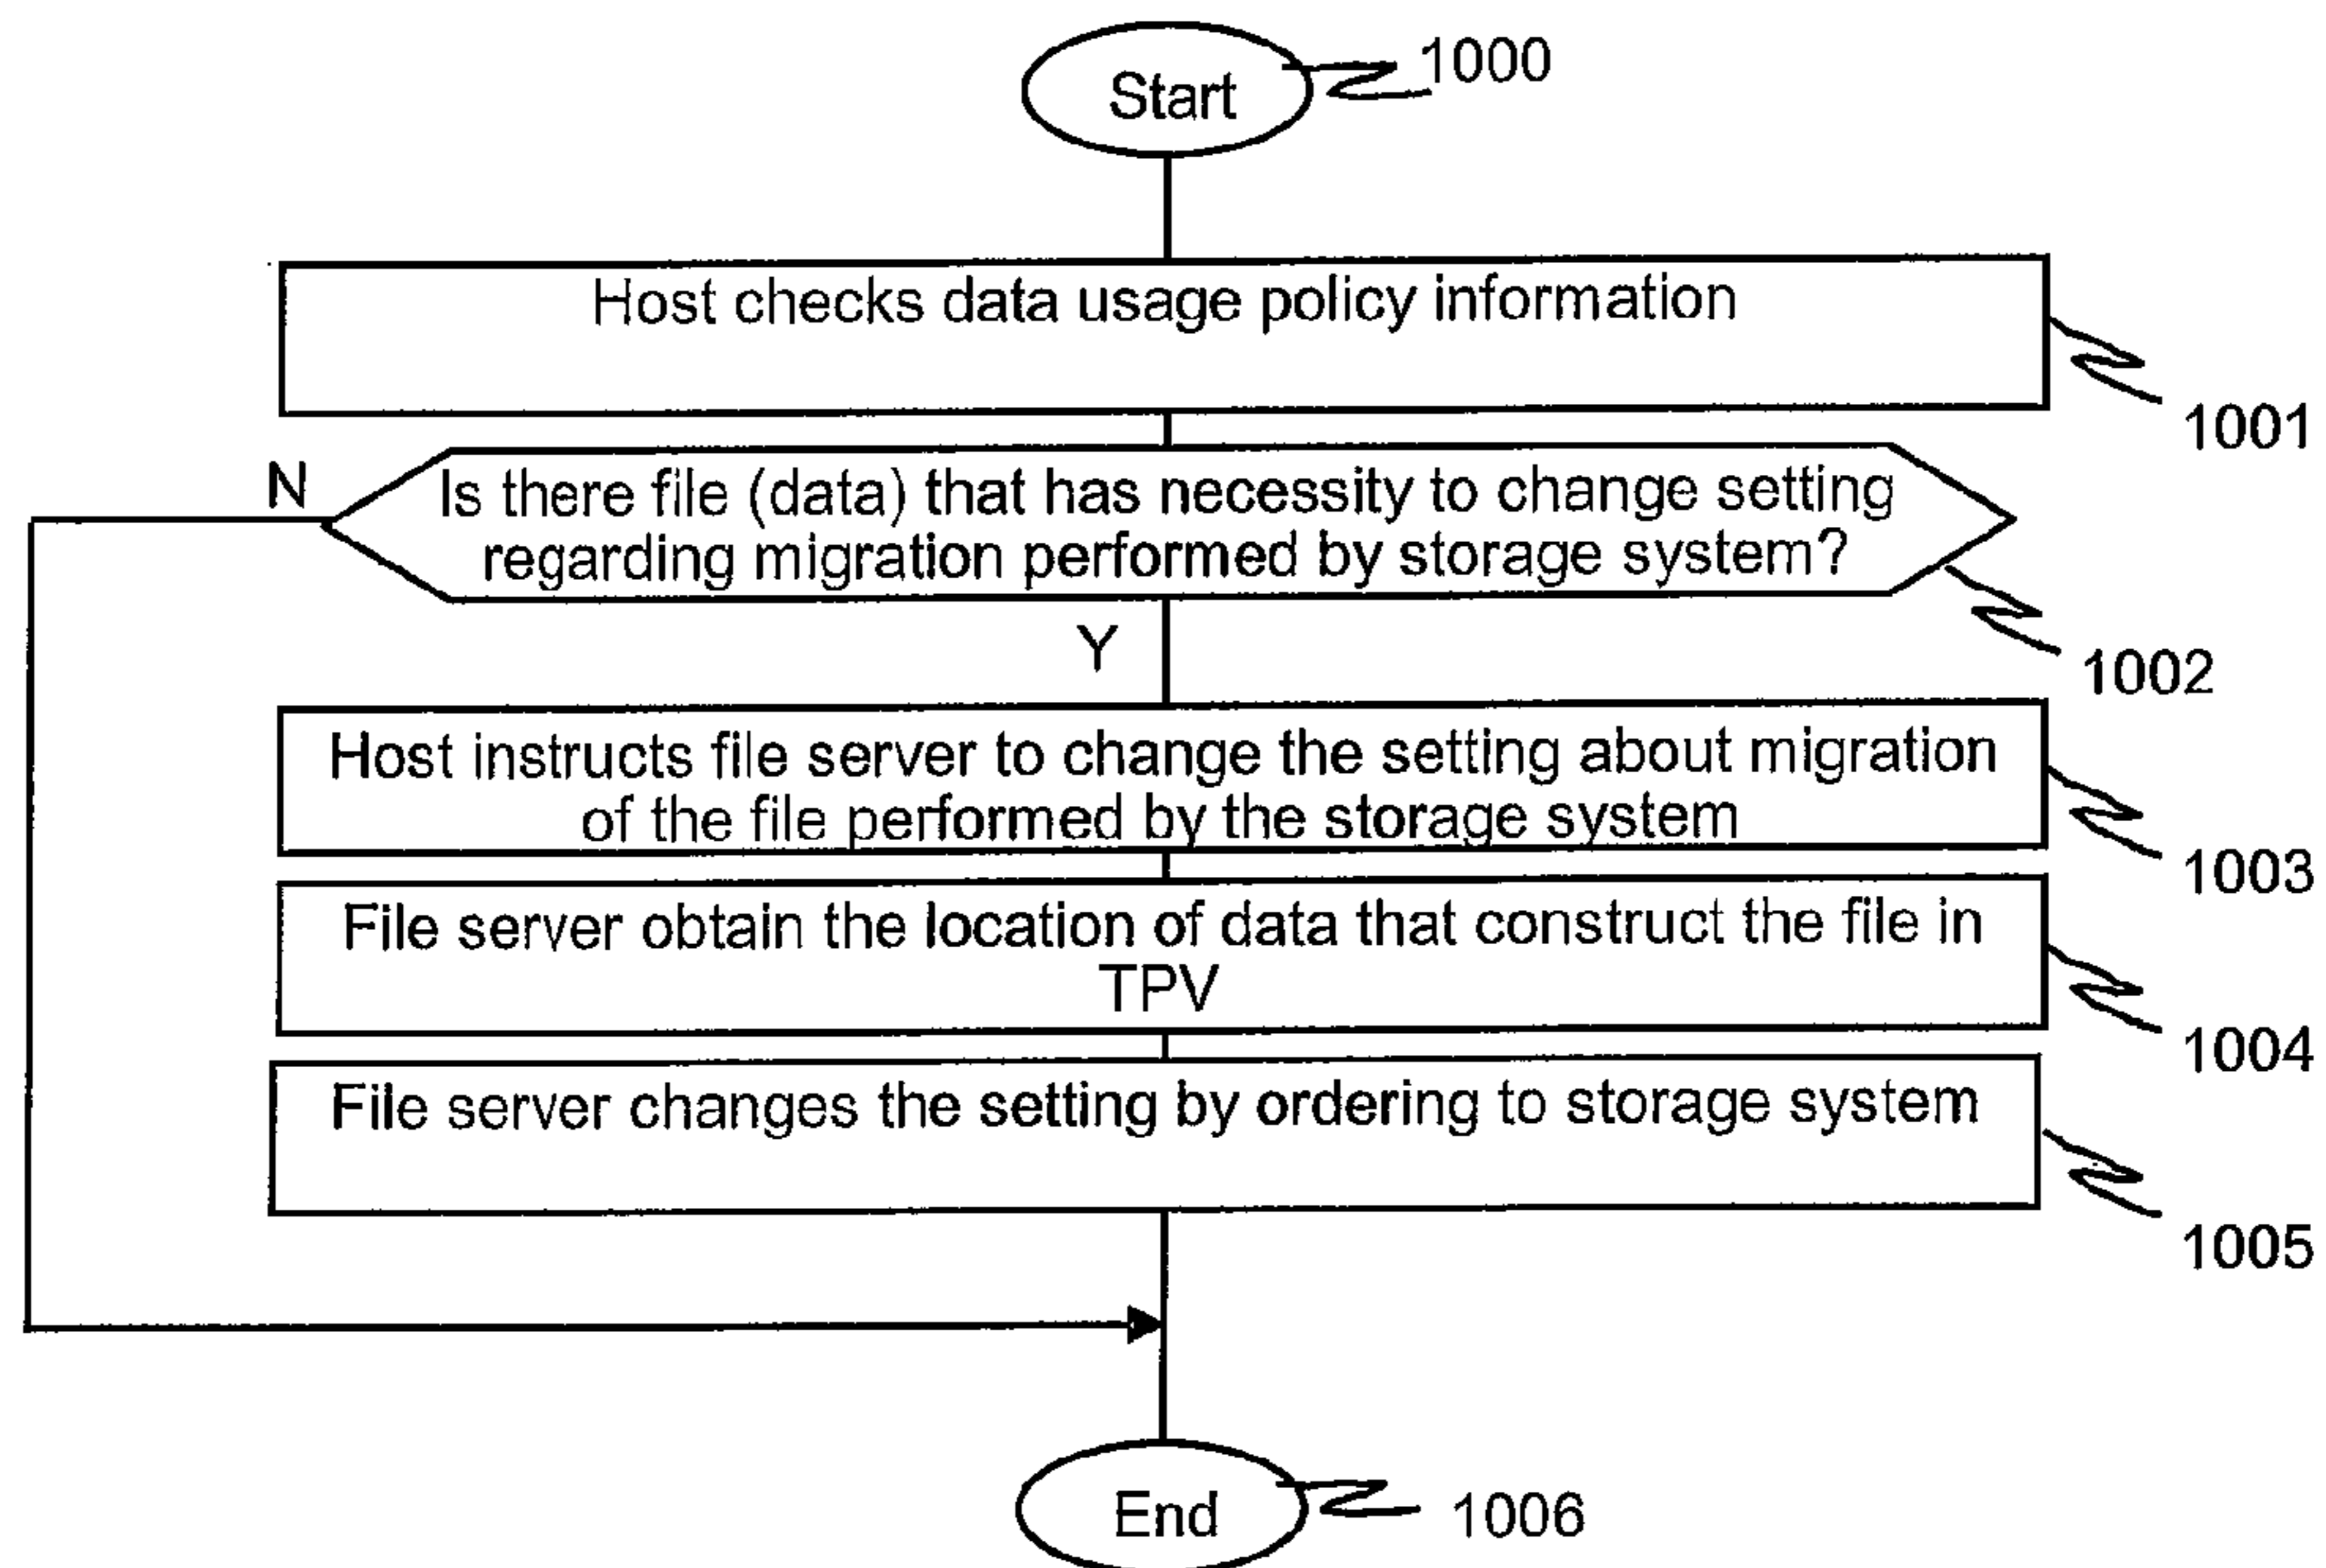 Start
1000
Host checks data usage policy information
1001
N
Is there file (data) that has necessity to change setting
regarding migration performed by storage system?
1002
Y
Host instructs file server to change the setting about migration
of the file performed by the storage system
1003
File server obtain the location of data that construct the file in
TPV
1004
File server changes the setting by ordering to storage system
1005
End
1006